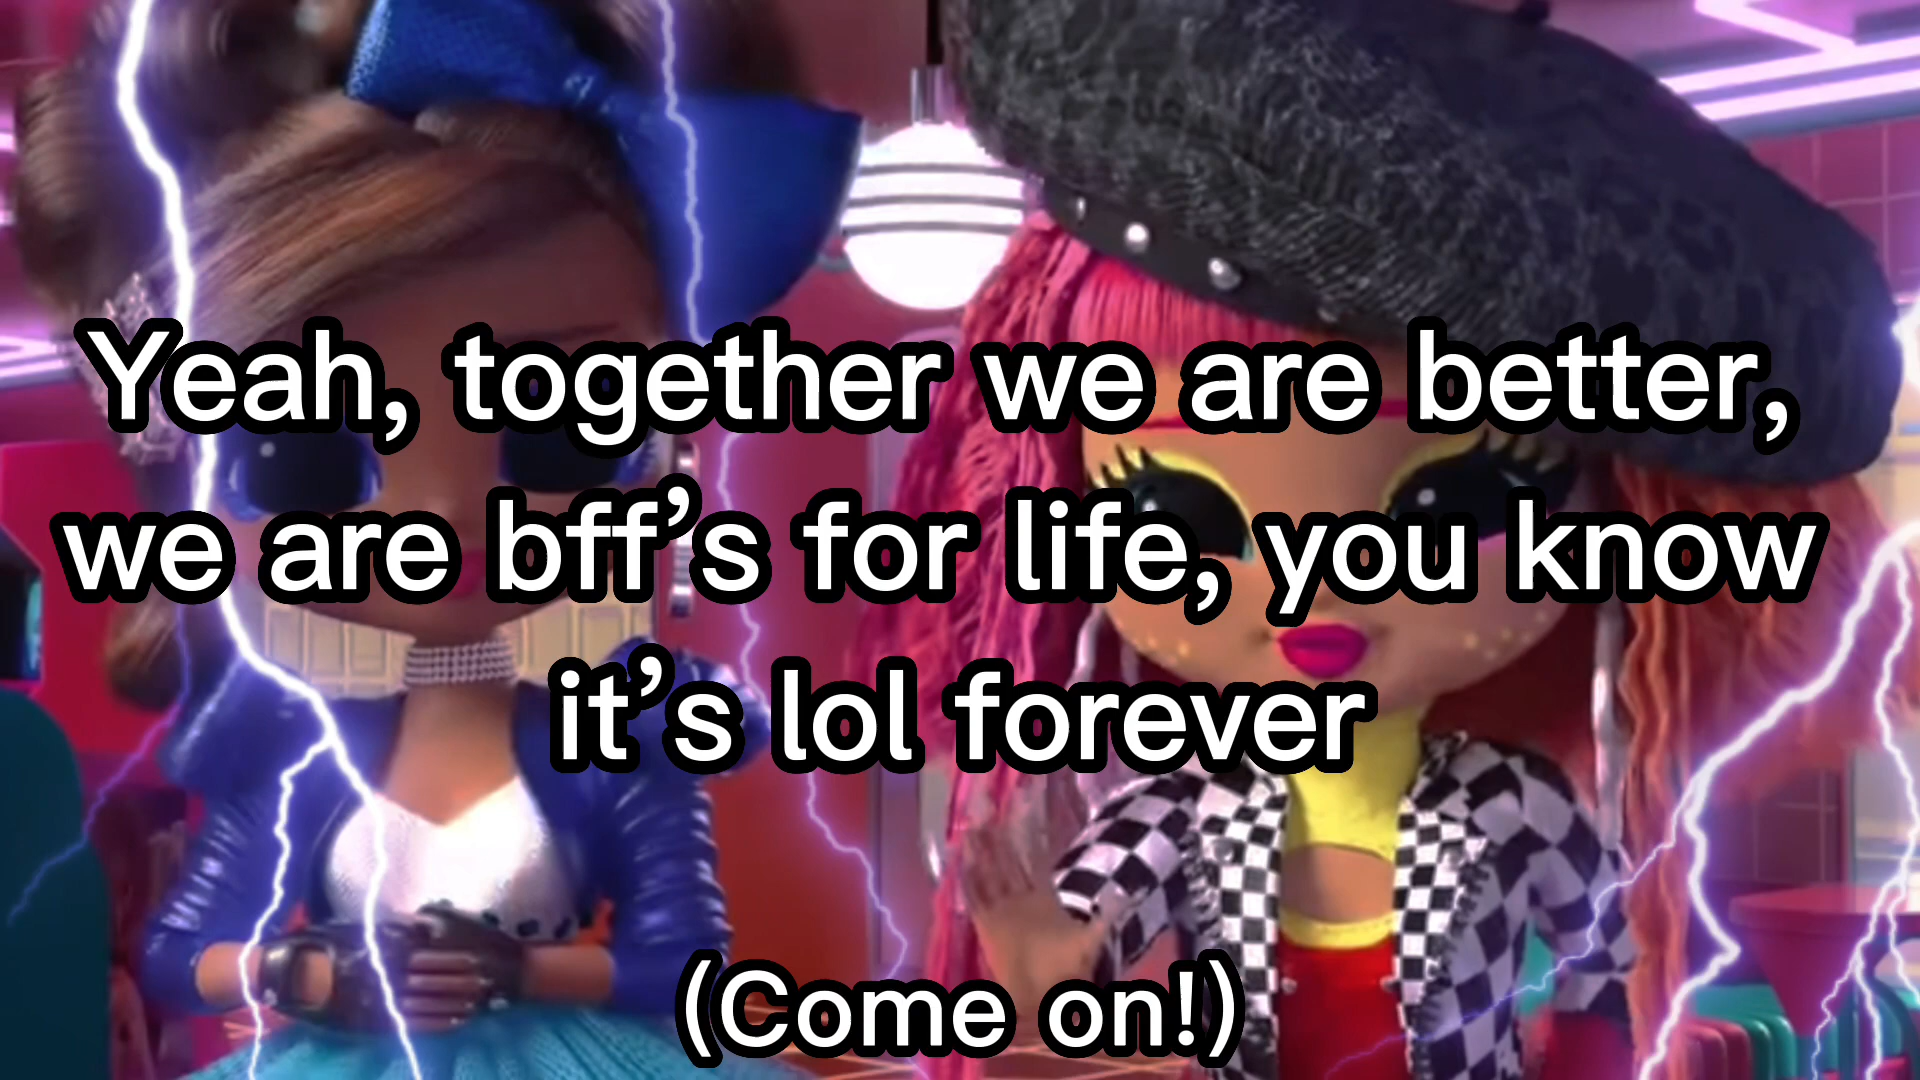 Yeah, together we are better,
we are bff’s for life, you know
it’s lol forever
(Come on!)